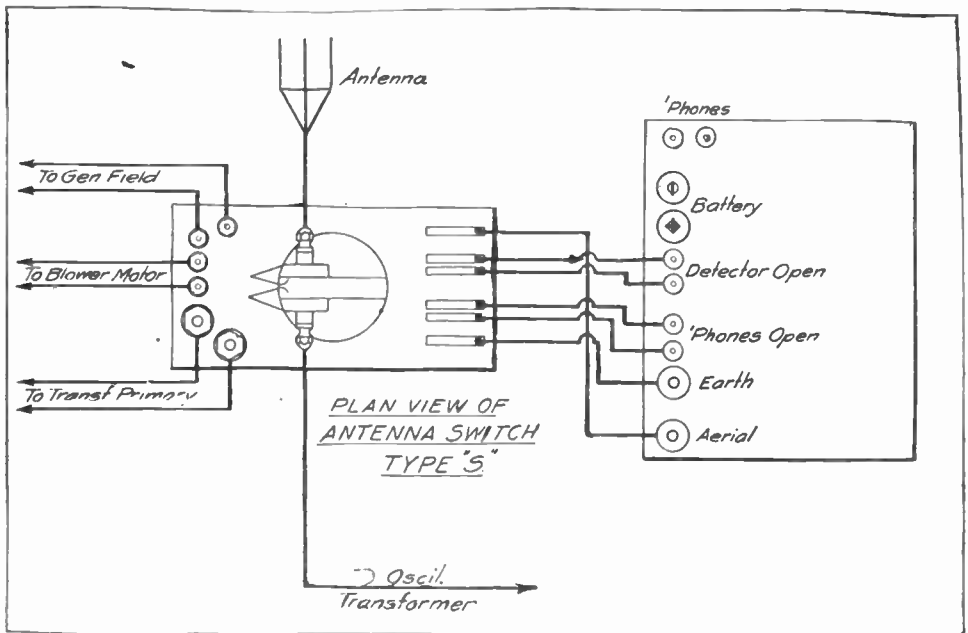 Antenna
'Phones
To Gen Field
Battery
To Blower Motor
Detector Open
'Phones Open
Earth
To Transf Primary
PLAN VIEW OF
ANTENNA SWITCH
TYPE "S."
Aerial
Oscil.
Transformer